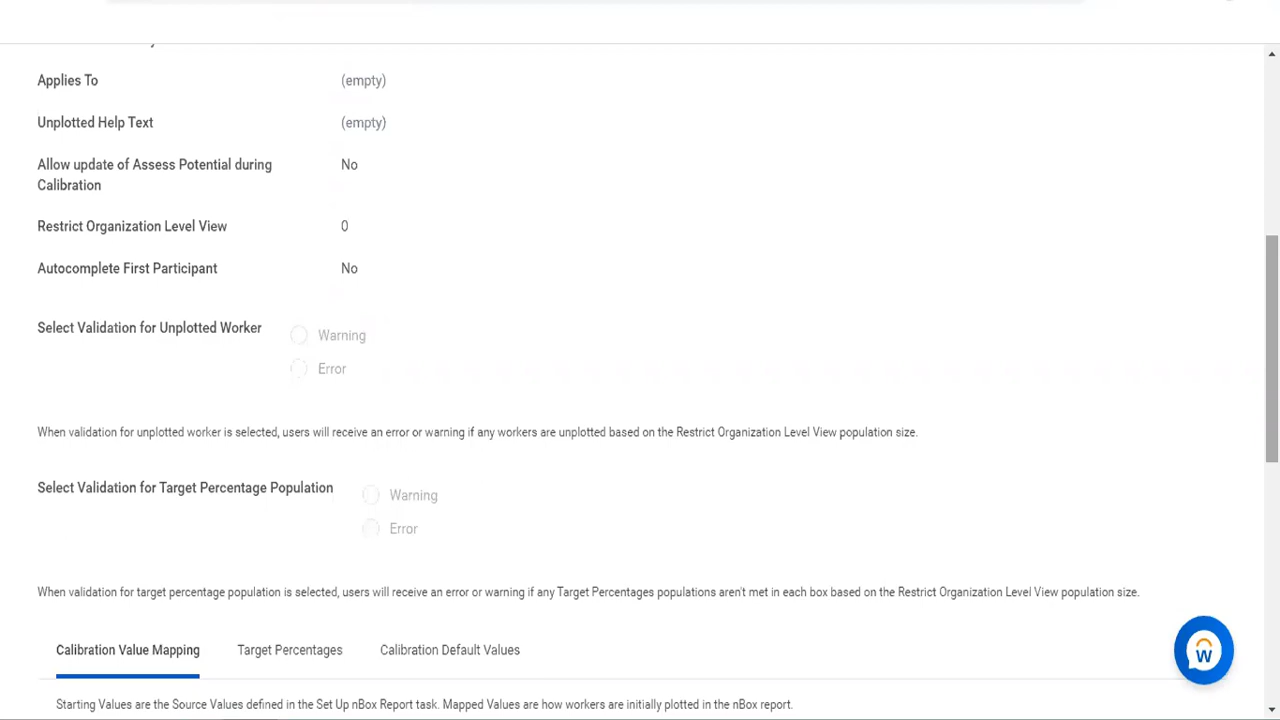 Applies To (empty)
Unplotted Help Text (empty)
Allow update of Assess Potential during No
Calibration
Restrict Organization Level View 0
Autocomplete First Participant No
Select Validation for Unplotted Worker Warning
Error
When validation for unplotted worker is selected, users will receive an error or warning if any workers are unplotted based on the Restrict Organization Level View population size.
Select Validation for Target Percentage Population Warning
Error
When validation for target percentage population is selected, users will receive an error or warning if any Target Percentages populations aren't met in each box based on the Restrict Organization Level View population size.
Calibration Value Mapping Target Percentages Calibration Default Values
W
Starting Values are the Source Values defined in the Set Up nBox Report task. Mapped Values are how workers are initially plotted in the nBox report.